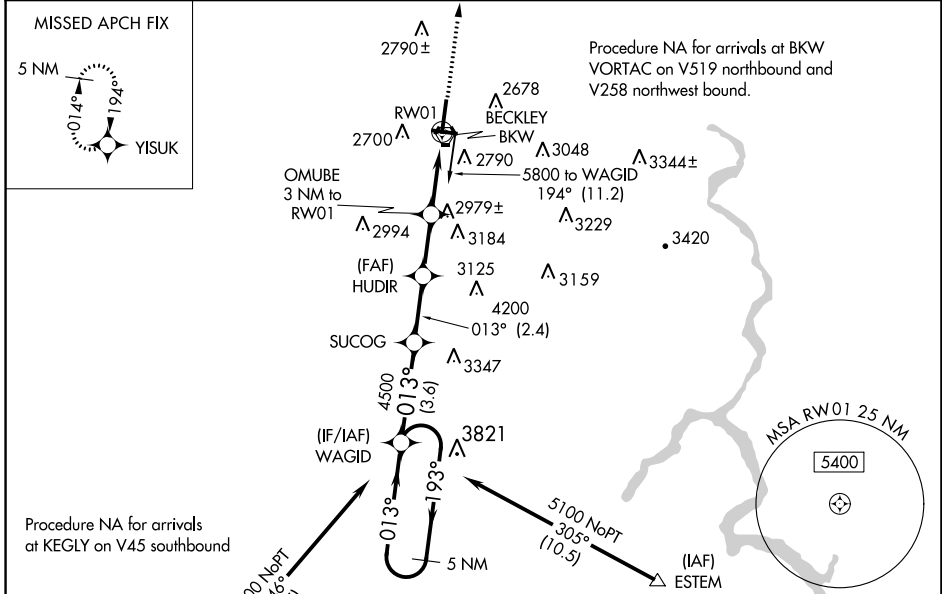 MISSED APCH FIX
5 NM
014°
194°
YISUK
2790±
Procedure NA for arrivals at BKW
VORTAC on V519 northbound and
V258 northwest bound.
2678
RW01
BECKLEY
BKW
2700
2790
3048
3344±
5800 to WAGID
194° (11.2)
OMUBE
3 NM to
RW01
2979±
2994
3184
3229
3420
(FAF)
HUDIR
3125
3159
4200
013° (2.4)
SUCOG
3347
4500
013°
(3.6)
(IF/IAF)
WAGID
3821
MSA RW01 25 NM
5400
013°
193°
5 NM
Procedure NA for arrivals
at KEGLY on V45 southbound
5100 NoPT
305°
(10.5)
(IAF)
ESTEM
NoPT